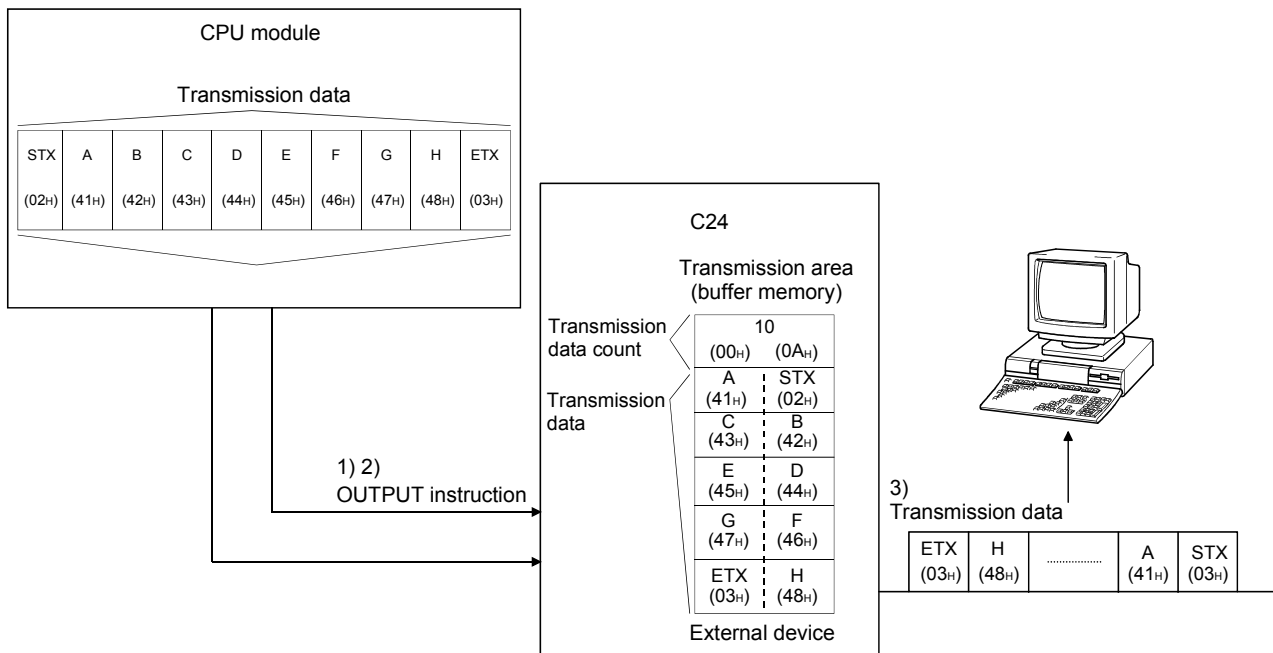 CPU module
Transmission data
STX A B C D E F G H ETX
(02H) (41H) (42H) (43H) (44H) (45H) (46H) (47H) (48H) (03H)
1) 2)
OUTPUT instruction
C24
Transmission area
(buffer memory)
Transmission
data count
10
(00H) (0AH)
Transmission
data
A STX
(41H) (02H)
C B
(43H) (42H)
E D
(45H) (44H)
G F
(47H) (46H)
ETX H
(03H) (48H)
External device
3)
Transmission data
ETX H .................. A STX
(03H) (48H) (41H) (03H)